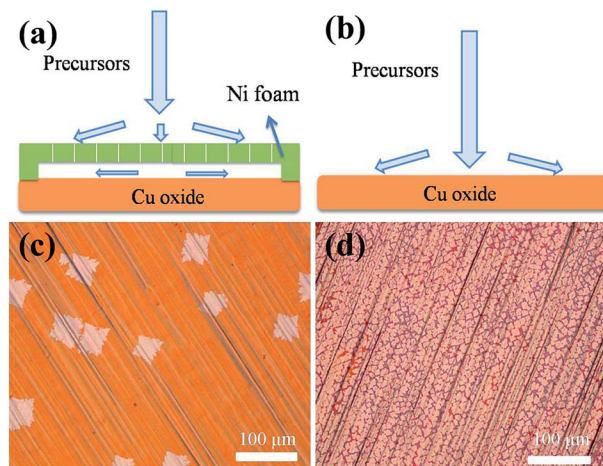 (a)
Precursors
Ni foam
Cu oxide
(b)
Precursors
Cu oxide
(c)
100 μm
(d)
100 μm